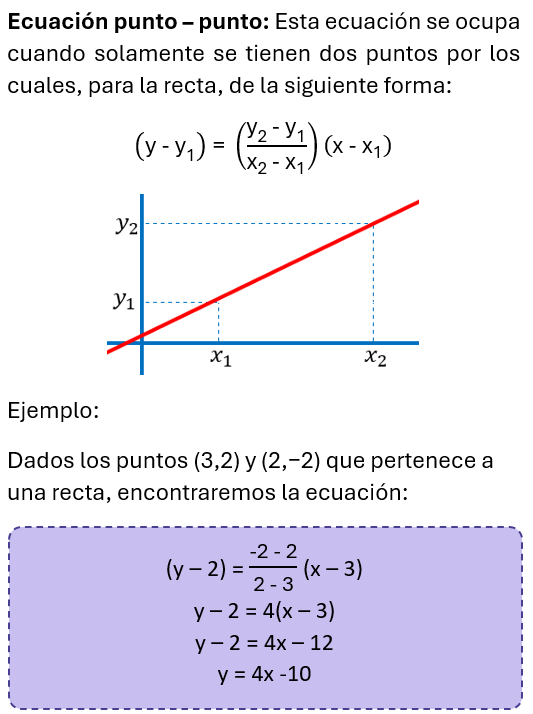 Ecuación punto – punto: Esta ecuación se ocupa
cuando solamente se tienen dos puntos por los
cuales, para la recta, de la siguiente forma:
(y - y₁) = (y₂ - y₁ / x₂ - x₁) (x - x₁)
y₂
y₁
x₁ x₂
Ejemplo:
Dados los puntos (3,2) y (2,−2) que pertenece a
una recta, encontraremos la ecuación:
(y – 2) = -2 - 2 / 2 - 3 (x – 3)
y – 2 = 4(x – 3)
y – 2 = 4x – 12
y = 4x -10